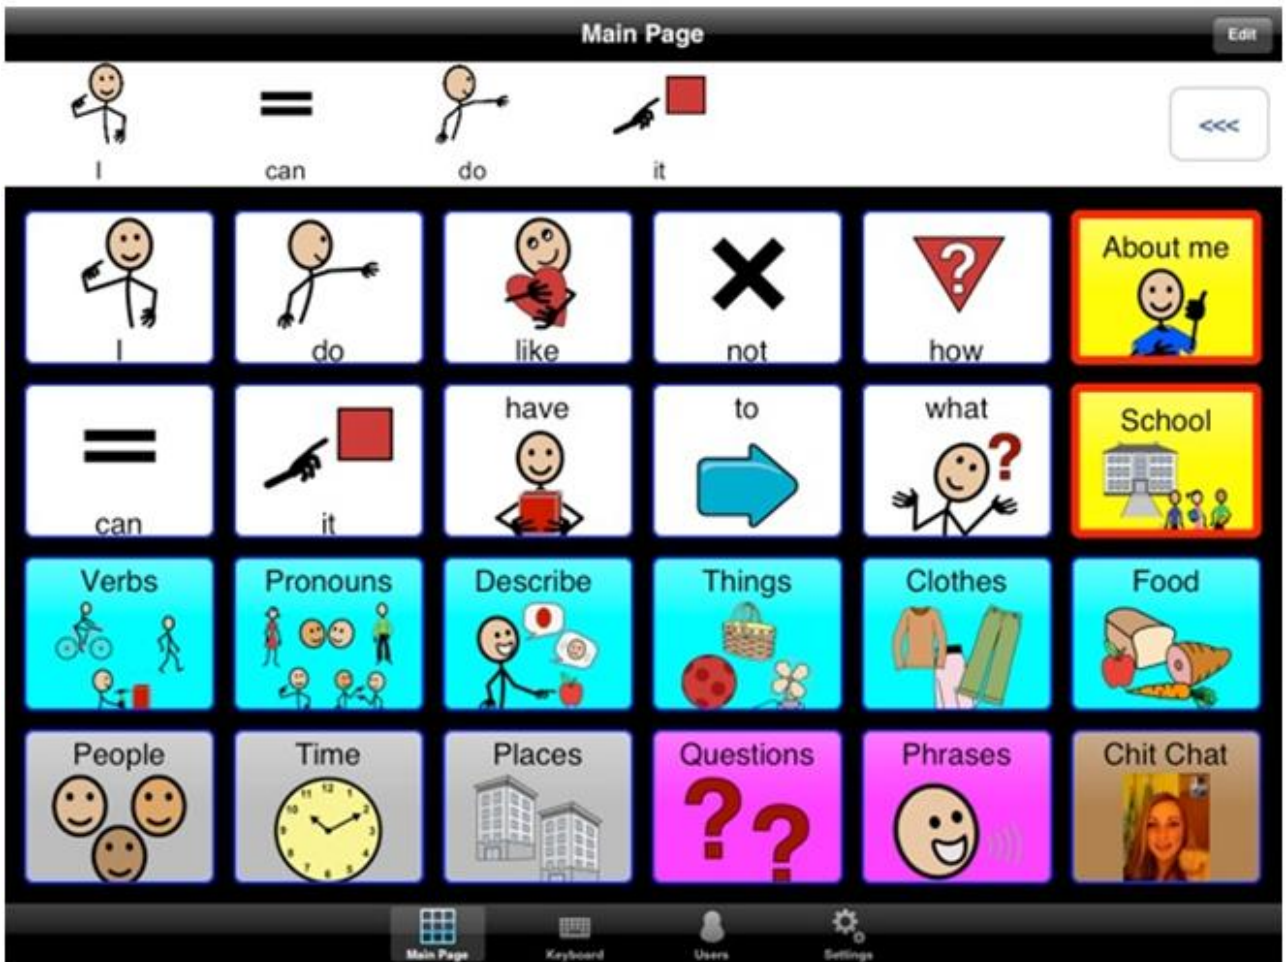 Main Page
Edit
I can do it
<<<
I do like not how About me
can it have to what School
Verbs Pronouns Describe Things Clothes Food
People Time Places Questions Phrases Chit Chat
Main Page Keyboard Users Settings